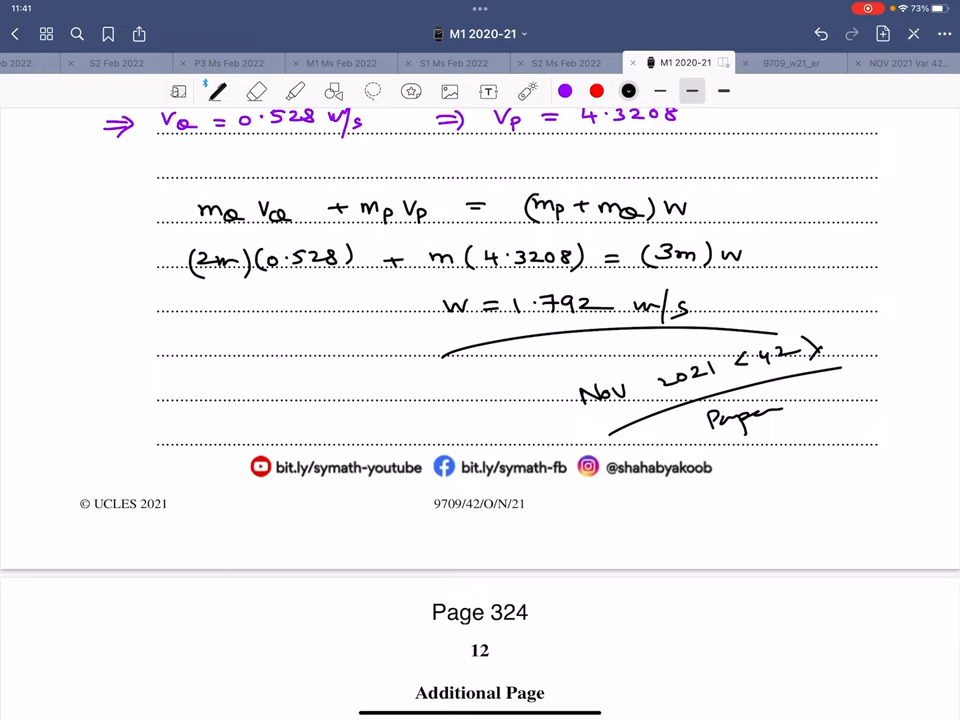 11:41
73%
M1 2020-21
eb 2022
S2 Feb 2022
P3 Ms Feb 2022
M1 Ms Feb 2022
S1 Ms Feb 2022
S2 Ms Feb 2022
M1 2020-21
9709_w21_er
NOV 2021 Var 42...
⇒ VQ = 0.528 m/s ⇒ VP = 4.3208
mQ VQ + mP VP = (mP + mQ) W
(2m)(0.528) + m(4.3208) = (3m) W
W = 1.792 m/s
Nov 2021 <42>
Paper
bit.ly/symath-youtube bit.ly/symath-fb @shahabyakoob
© UCLES 2021 9709/42/O/N/21
Page 324
12
Additional Page